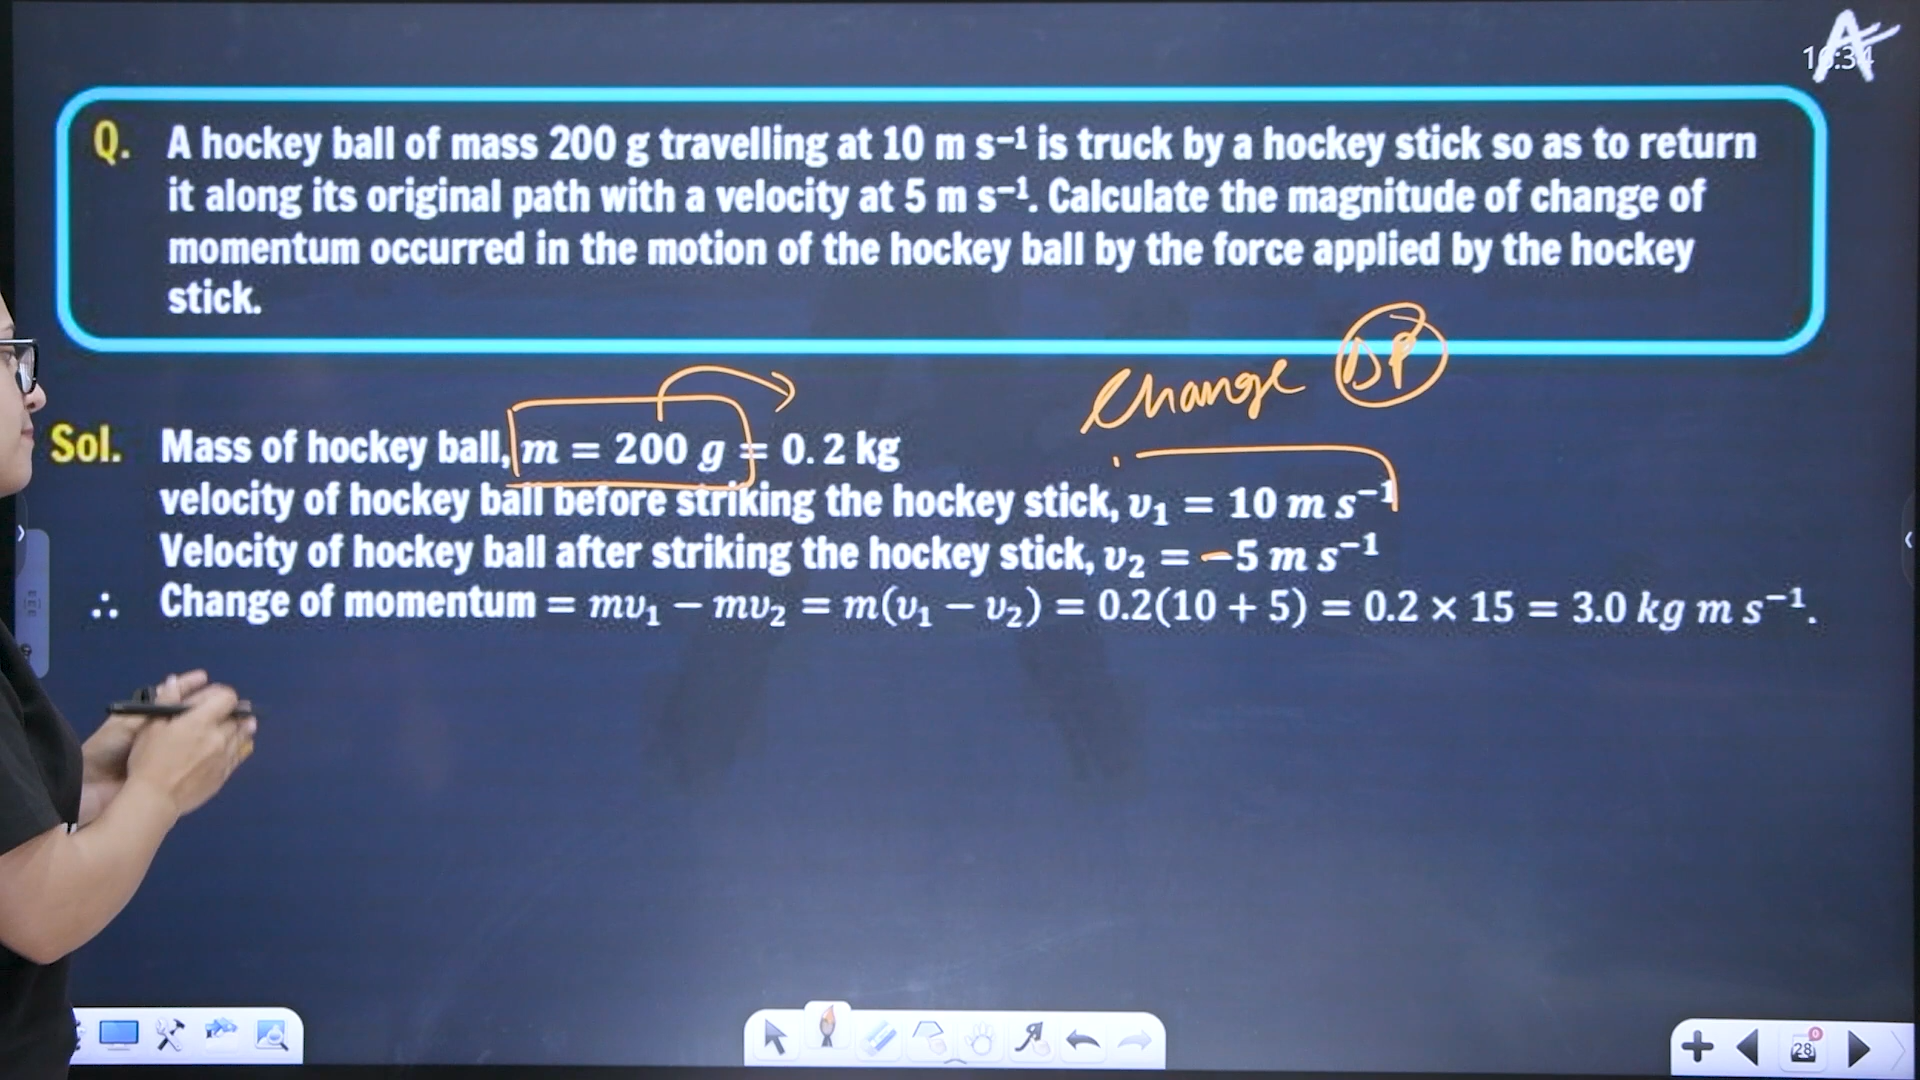 16:34
Q. A hockey ball of mass 200 g travelling at 10 m s⁻¹ is truck by a hockey stick so as to return
it along its original path with a velocity at 5 m s⁻¹. Calculate the magnitude of change of
momentum occurred in the motion of the hockey ball by the force applied by the hockey
stick.
Change ΔP
Sol. Mass of hockey ball, m = 200 g = 0.2 kg
velocity of hockey ball before striking the hockey stick, v₁ = 10 m s⁻¹
Velocity of hockey ball after striking the hockey stick, v₂ = −5 m s⁻¹
∴ Change of momentum = mv₁ − mv₂ = m(v₁ − v₂) = 0.2(10 + 5) = 0.2 × 15 = 3.0 kg m s⁻¹.
0
28